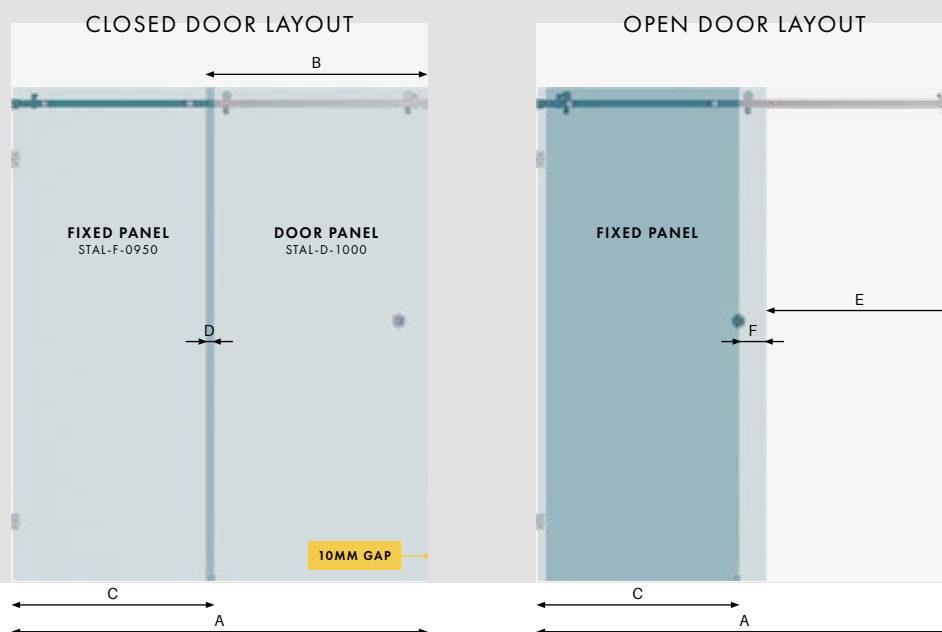 CLOSED DOOR LAYOUT
B
FIXED PANEL
STAL-F-0950
DOOR PANEL
STAL-D-1000
D
10MM GAP
C
A
OPEN DOOR LAYOUT
FIXED PANEL
E
F
C
A